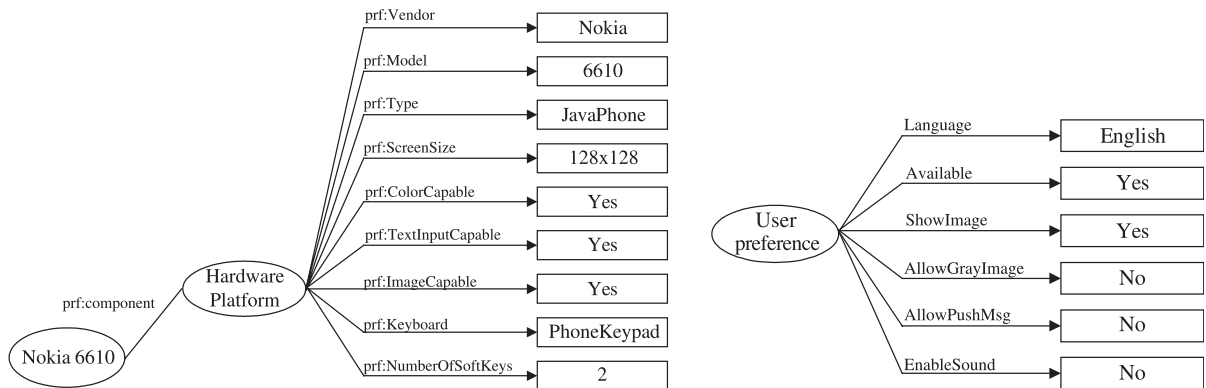 prf:Vendor
Nokia
prf:Model
6610
prf:Type
JavaPhone
prf:ScreenSize
128x128
prf:ColorCapable
Yes
prf:TextInputCapable
Yes
prf:ImageCapable
Yes
prf:Keyboard
PhoneKeypad
prf:NumberOfSoftKeys
2
Hardware
Platform
prf:component
Nokia 6610
Language
English
Available
Yes
ShowImage
Yes
AllowGrayImage
No
AllowPushMsg
No
EnableSound
No
User
preference